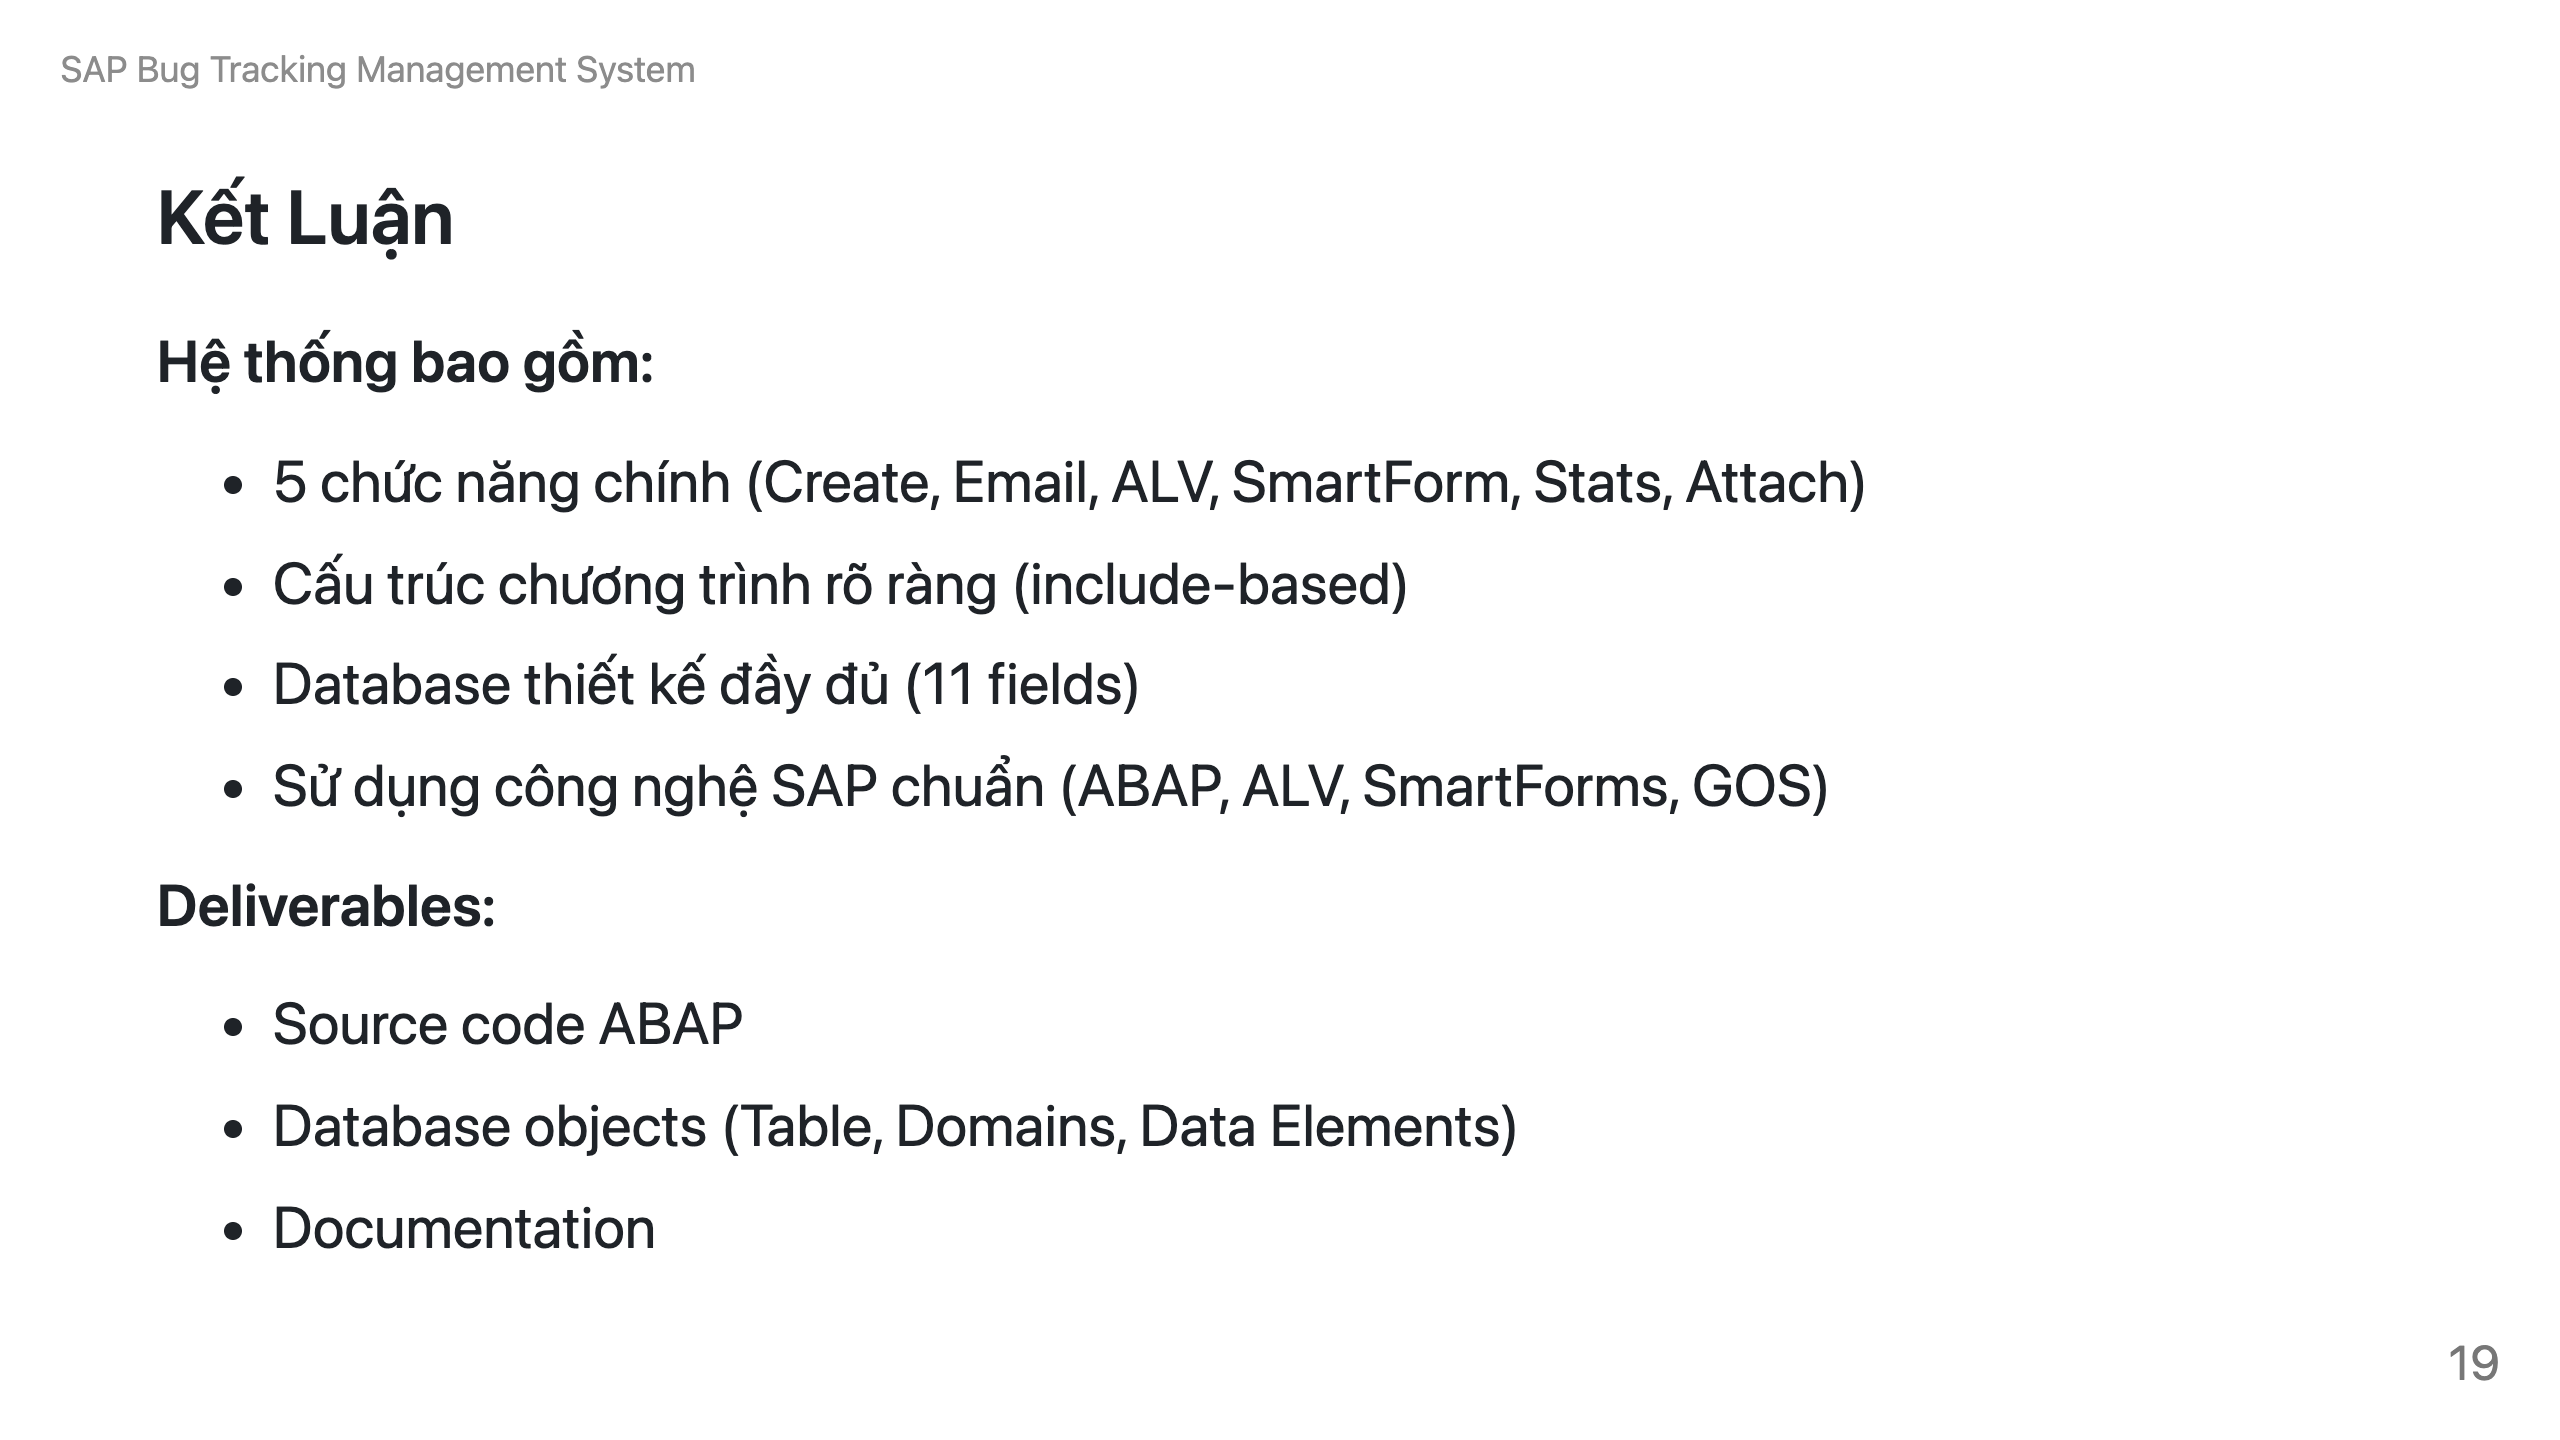 SAP Bug Tracking Management System
Kết Luận
Hệ thống bao gồm:
• 5 chức năng chính (Create, Email, ALV, SmartForm, Stats, Attach)
• Cấu trúc chương trình rõ ràng (include-based)
• Database thiết kế đầy đủ (11 fields)
• Sử dụng công nghệ SAP chuẩn (ABAP, ALV, SmartForms, GOS)
Deliverables:
• Source code ABAP
• Database objects (Table, Domains, Data Elements)
• Documentation
19